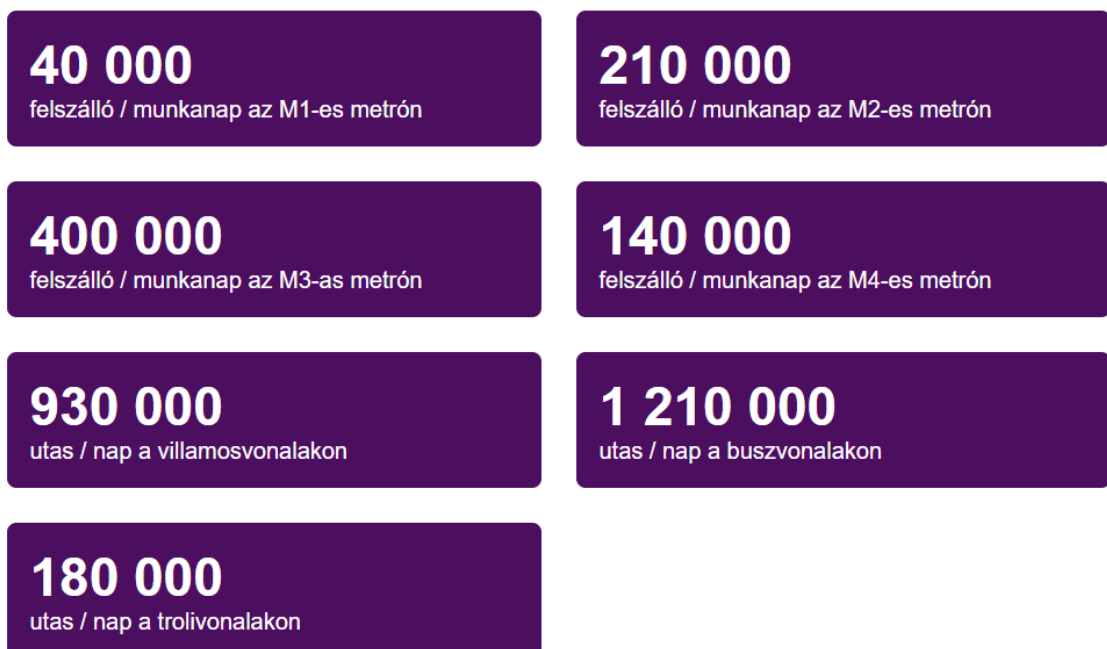 40 000
felszálló / munkanap az M1-es metrón
210 000
felszálló / munkanap az M2-es metrón
400 000
felszálló / munkanap az M3-as metrón
140 000
felszálló / munkanap az M4-es metrón
930 000
utas / nap a villamosvonalakon
1 210 000
utas / nap a buszvonalakon
180 000
utas / nap a trolivonalakon